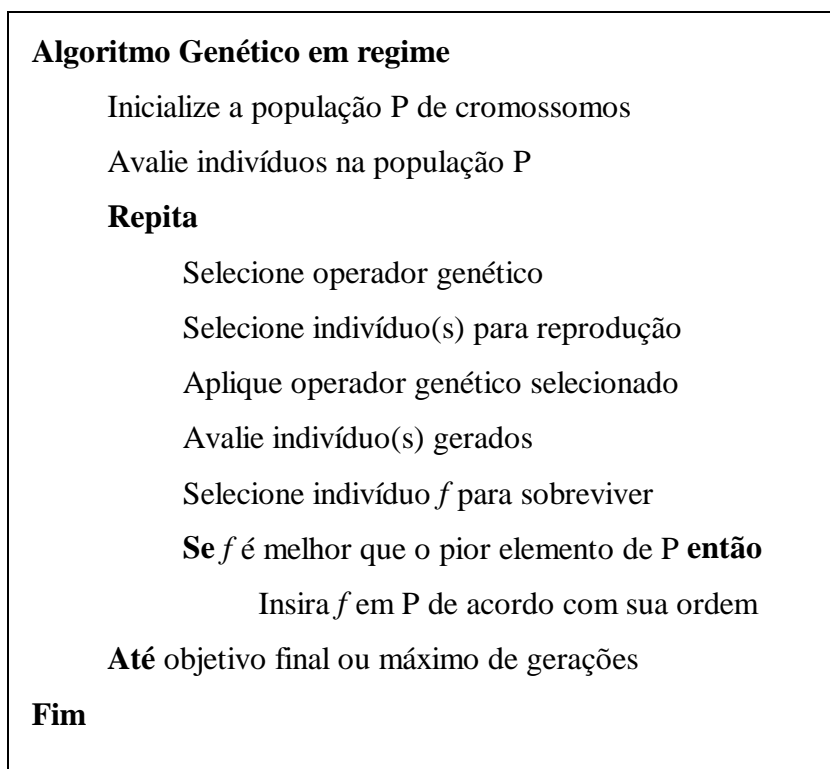 Algoritmo Genético em regime
Inicialize a população P de cromossomos
Avalie indivíduos na população P
Repita
Selecione operador genético
Selecione indivíduo(s) para reprodução
Aplique operador genético selecionado
Avalie indivíduo(s) gerados
Selecione indivíduo f para sobreviver
Se f é melhor que o pior elemento de P então
Insira f em P de acordo com sua ordem
Até objetivo final ou máximo de gerações
Fim